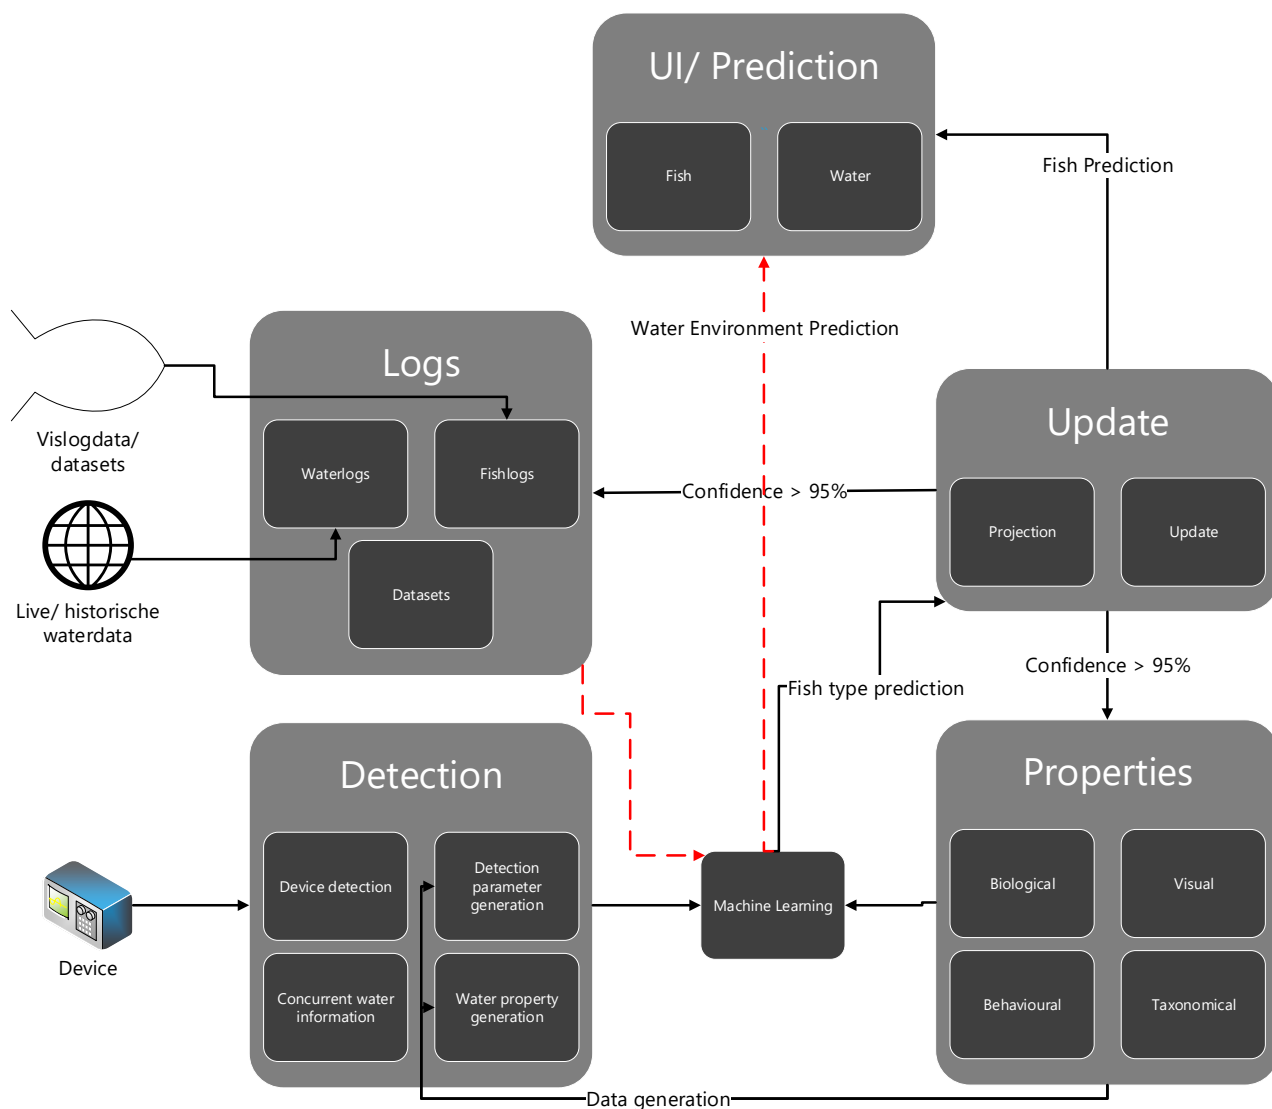 UI/ Prediction
Fish
Water
Fish Prediction
Water Environment Prediction
Logs
Waterlogs
Fishlogs
Datasets
Vislogdata/
datasets
Live/ historische
waterdata
Confidence > 95%
Update
Projection
Update
Fish type prediction
Confidence > 95%
Detection
Device detection
Detection
parameter
generation
Concurrent water
information
Water property
generation
Device
Machine Learning
Properties
Biological
Visual
Behavioural
Taxonomical
Data generation